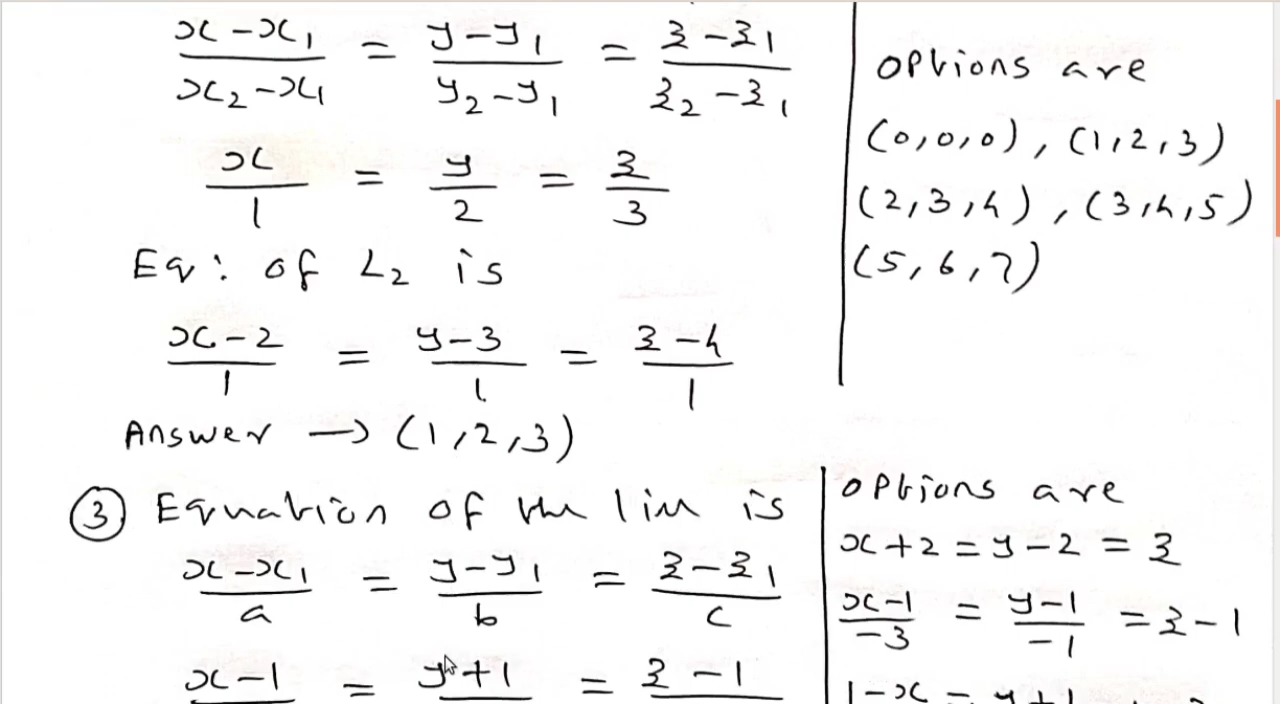 x-x₁ / x₂-x₁ = y-y₁ / y₂-y₁ = z-z₁ / z₂-z₁
x/1 = y/2 = z/3
Eq: of L₂ is
x-2 / 1 = y-3 / 1 = z-4 / 1
Answer → (1,2,3)
options are
(0,0,0), (1,2,3)
(2,3,4), (3,4,5)
(5,6,7)
③ Equation of the line is
x-x₁ / a = y-y₁ / b = z-z₁ / c
x-1 = y+1 = z-1
options are
x+2 = y-2 = z
x-1 / -3 = y-1 / -1 = z-1